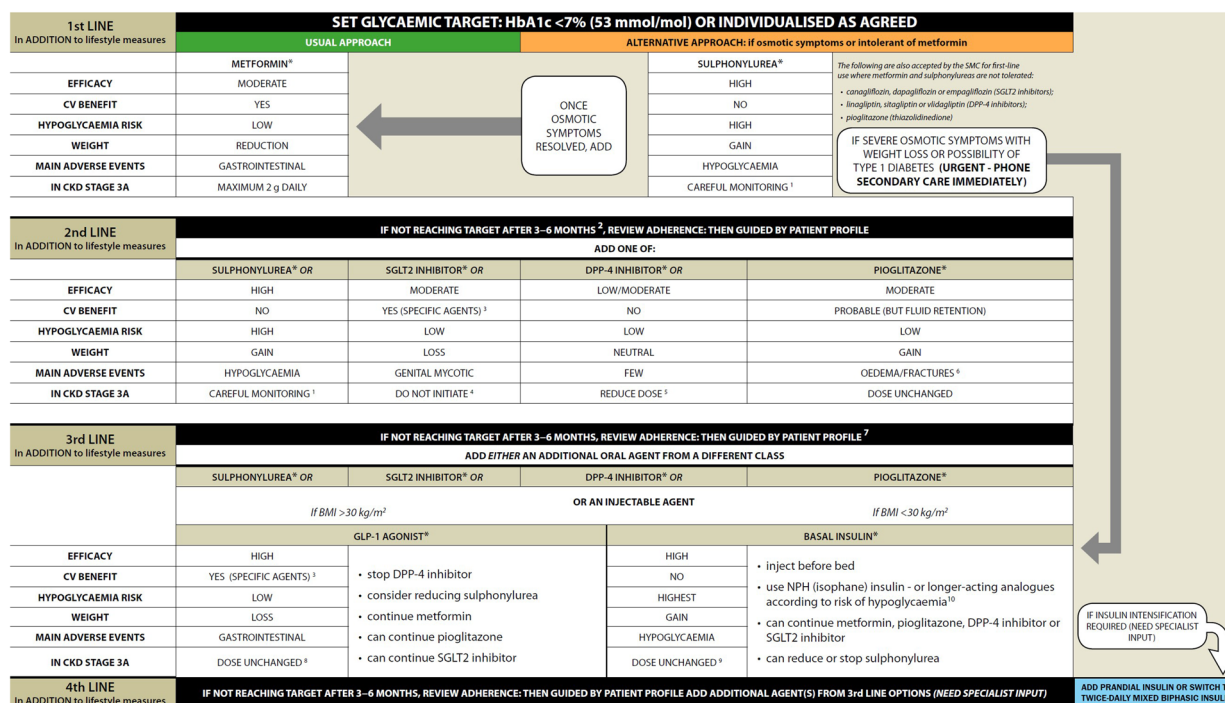 1st LINE
In ADDITION to lifestyle measures
SET GLYCAEMIC TARGET: HbA1c <7% (53 mmol/mol) OR INDIVIDUALISED AS AGREED
USUAL APPROACH
ALTERNATIVE APPROACH: if osmotic symptoms or intolerant of metformin
METFORMIN*
SULPHONYLUREA*
EFFICACY MODERATE HIGH
CV BENEFIT YES NO
HYPOGLYCAEMIA RISK LOW HIGH
WEIGHT REDUCTION GAIN
MAIN ADVERSE EVENTS GASTROINTESTINAL HYPOGLYCAEMIA
IN CKD STAGE 3A MAXIMUM 2 g DAILY CAREFUL MONITORING 1
ONCE
OSMOTIC
SYMPTOMS
RESOLVED, ADD
The following are also accepted by the SMC for first-line
use where metformin and sulphonylureas are not tolerated:
• canagliflozin, dapagliflozin or empagliflozin (SGLT2 inhibitors);
• linagliptin, sitagliptin or vildagliptin (DPP-4 inhibitors);
• pioglitazone (thiazolidinedione)
IF SEVERE OSMOTIC SYMPTOMS WITH
WEIGHT LOSS OR POSSIBILITY OF
TYPE 1 DIABETES (URGENT - PHONE
SECONDARY CARE IMMEDIATELY)
2nd LINE
In ADDITION to lifestyle measures
IF NOT REACHING TARGET AFTER 3–6 MONTHS 2, REVIEW ADHERENCE: THEN GUIDED BY PATIENT PROFILE
ADD ONE OF:
SULPHONYLUREA* OR SGLT2 INHIBITOR* OR DPP-4 INHIBITOR* OR PIOGLITAZONE*
EFFICACY HIGH MODERATE LOW/MODERATE MODERATE
CV BENEFIT NO YES (SPECIFIC AGENTS) 3 NO PROBABLE (BUT FLUID RETENTION)
HYPOGLYCAEMIA RISK HIGH LOW LOW LOW
WEIGHT GAIN LOSS NEUTRAL GAIN
MAIN ADVERSE EVENTS HYPOGLYCAEMIA GENITAL MYCOTIC FEW OEDEMA/FRACTURES 6
IN CKD STAGE 3A CAREFUL MONITORING 1 DO NOT INITIATE 4 REDUCE DOSE 5 DOSE UNCHANGED
3rd LINE
In ADDITION to lifestyle measures
IF NOT REACHING TARGET AFTER 3–6 MONTHS, REVIEW ADHERENCE: THEN GUIDED BY PATIENT PROFILE 7
ADD EITHER AN ADDITIONAL ORAL AGENT FROM A DIFFERENT CLASS
SULPHONYLUREA* OR SGLT2 INHIBITOR* OR DPP-4 INHIBITOR* OR PIOGLITAZONE*
OR AN INJECTABLE AGENT
If BMI >30 kg/m2 If BMI <30 kg/m2
GLP-1 AGONIST* BASAL INSULIN*
EFFICACY HIGH HIGH
CV BENEFIT YES (SPECIFIC AGENTS) 3 NO
HYPOGLYCAEMIA RISK LOW HIGHEST
WEIGHT LOSS GAIN
MAIN ADVERSE EVENTS GASTROINTESTINAL HYPOGLYCAEMIA
IN CKD STAGE 3A DOSE UNCHANGED 8 DOSE UNCHANGED 9
• stop DPP-4 inhibitor
• consider reducing sulphonylurea
• continue metformin
• can continue pioglitazone
• can continue SGLT2 inhibitor
• inject before bed
• use NPH (isophane) insulin - or longer-acting analogues
according to risk of hypoglycaemia10
• can continue metformin, pioglitazone, DPP-4 inhibitor or
SGLT2 inhibitor
• can reduce or stop sulphonylurea
IF INSULIN INTENSIFICATION
REQUIRED (NEED SPECIALIST
INPUT)
4th LINE
In ADDITION to lifestyle measures
IF NOT REACHING TARGET AFTER 3–6 MONTHS, REVIEW ADHERENCE: THEN GUIDED BY PATIENT PROFILE ADD ADDITIONAL AGENT(S) FROM 3rd LINE OPTIONS (NEED SPECIALIST INPUT)
ADD PRANDIAL INSULIN OR SWITCH
TWICE-DAILY MIXED BIPHASIC